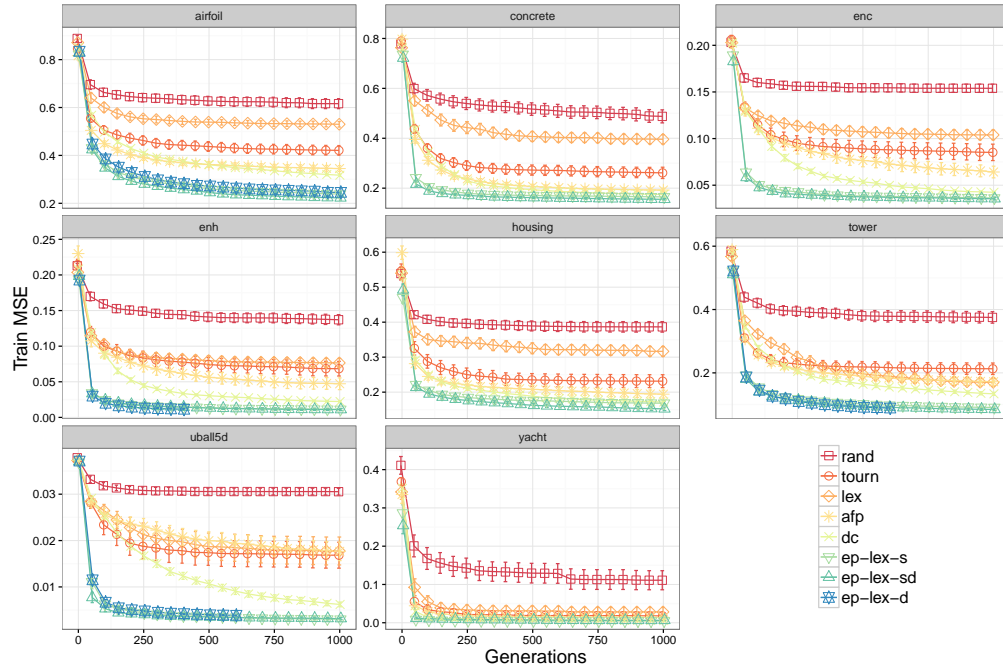 airfoil concrete enc
0.8
0.6
0.4
0.2
0.8
0.6
0.4
0.2
0.20
0.15
0.10
0.05
enh housing tower
Train MSE
0.25
0.20
0.15
0.10
0.05
0.00
0.6
0.5
0.4
0.3
0.2
0.6
0.4
0.2
uball5d yacht
0.03
0.02
0.01
0.4
0.3
0.2
0.1
0.0
0 250 500 750 1000 0 250 500 750 1000
Generations
rand
tourn
lex
afp
dc
ep−lex−s
ep−lex−sd
ep−lex−d